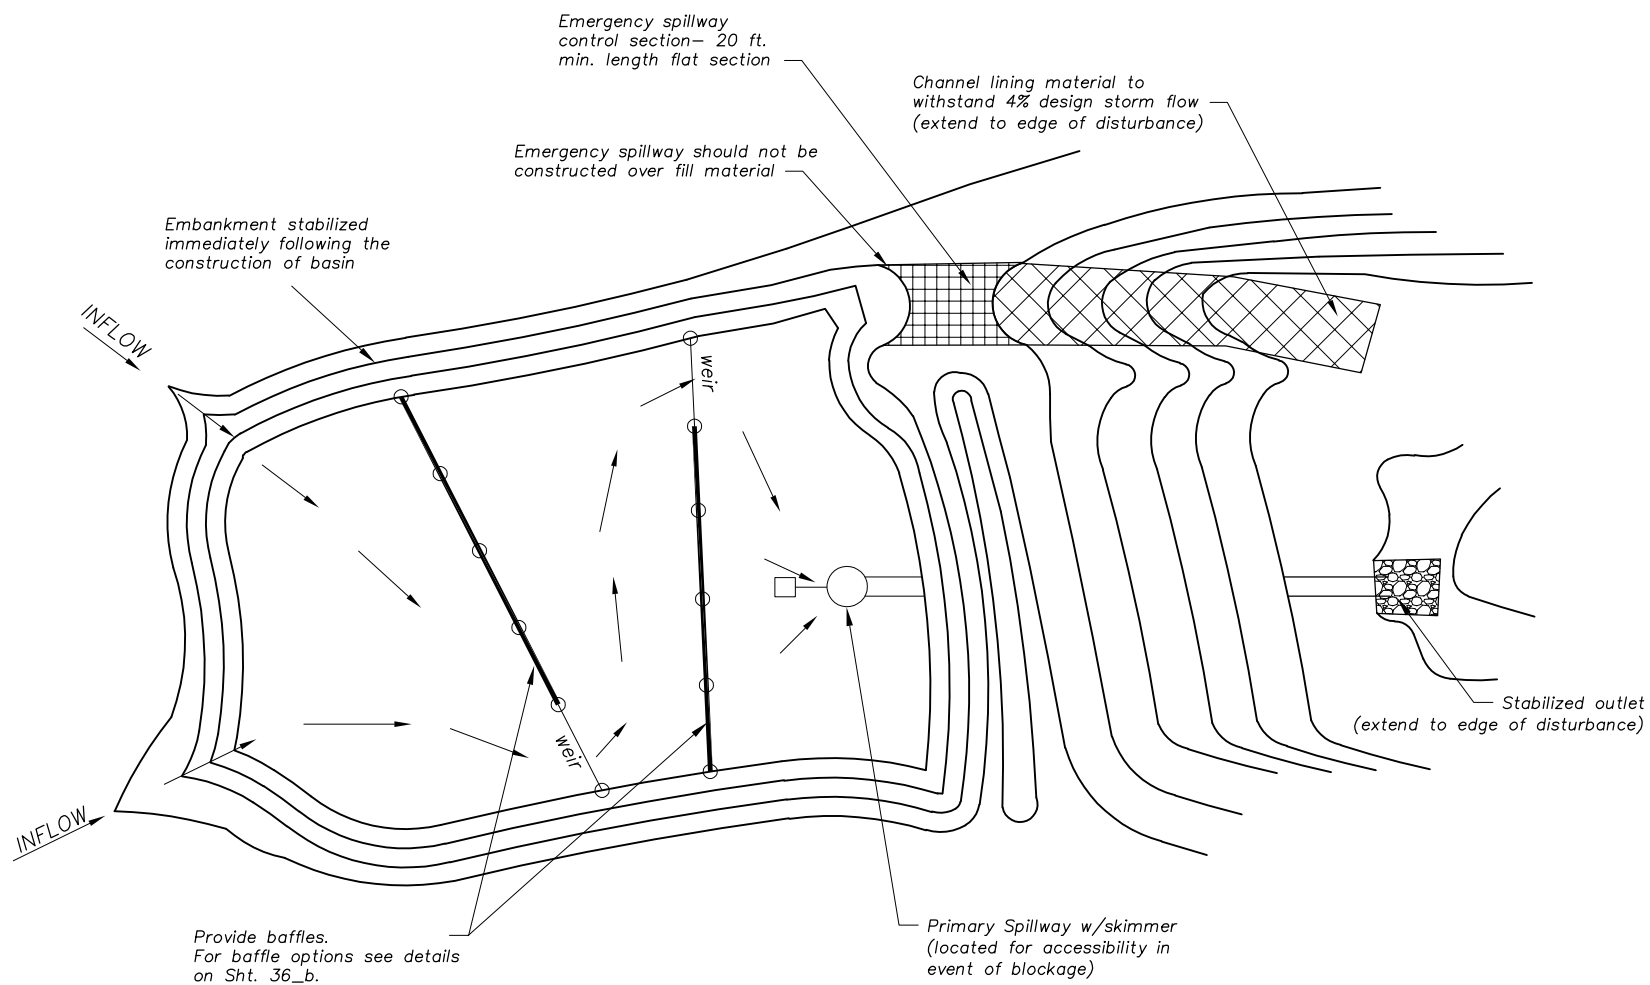 Emergency spillway
control section– 20 ft.
min. length flat section
Channel lining material to
withstand 4% design storm flow
(extend to edge of disturbance)
Emergency spillway should not be
constructed over fill material
Embankment stabilized
immediately following the
construction of basin
INFLOW
weir
weir
INFLOW
Stabilized outlet
(extend to edge of disturbance)
Provide baffles.
For baffle options see details
on Sht. 36_b.
Primary Spillway w/skimmer
(located for accessibility in
event of blockage)